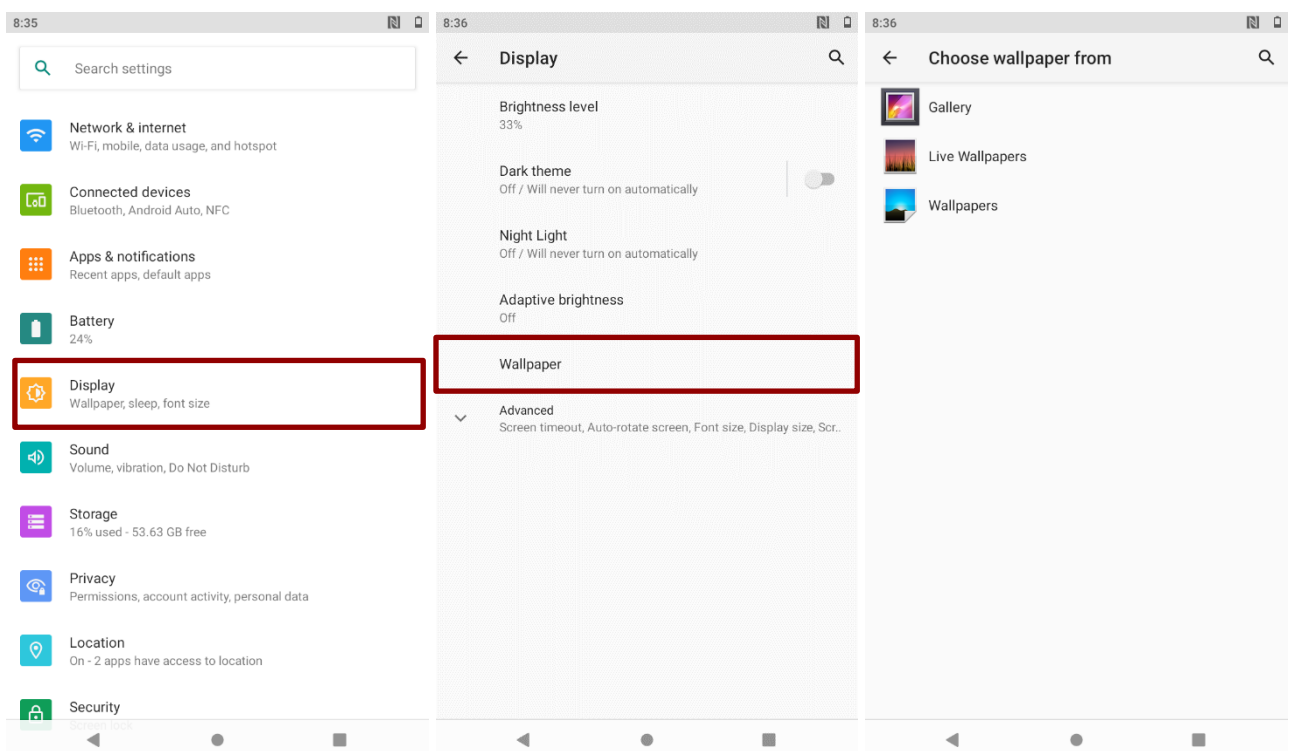 8:35
Search settings
Network & internet
Wi-Fi, mobile, data usage, and hotspot
Connected devices
Bluetooth, Android Auto, NFC
Apps & notifications
Recent apps, default apps
Battery
24%
Display
Wallpaper, sleep, font size
Sound
Volume, vibration, Do Not Disturb
Storage
16% used - 53.63 GB free
Privacy
Permissions, account activity, personal data
Location
On - 2 apps have access to location
Security
Screen lock
8:36
Display
Brightness level
33%
Dark theme
Off / Will never turn on automatically
Night Light
Off / Will never turn on automatically
Adaptive brightness
Off
Wallpaper
Advanced
Screen timeout, Auto-rotate screen, Font size, Display size, Scr..
8:36
Choose wallpaper from
Gallery
Live Wallpapers
Wallpapers